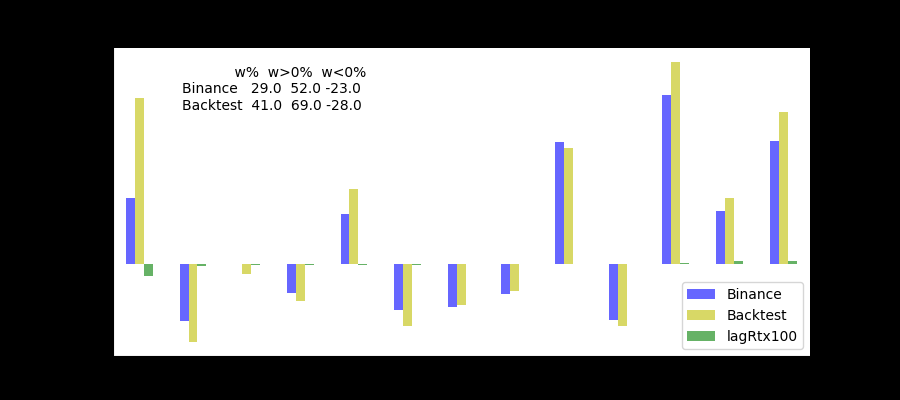 w% w>0% w<0%
Binance 29.0 52.0 -23.0
Backtest 41.0 69.0 -28.0
Binance
Backtest
lagRtx100